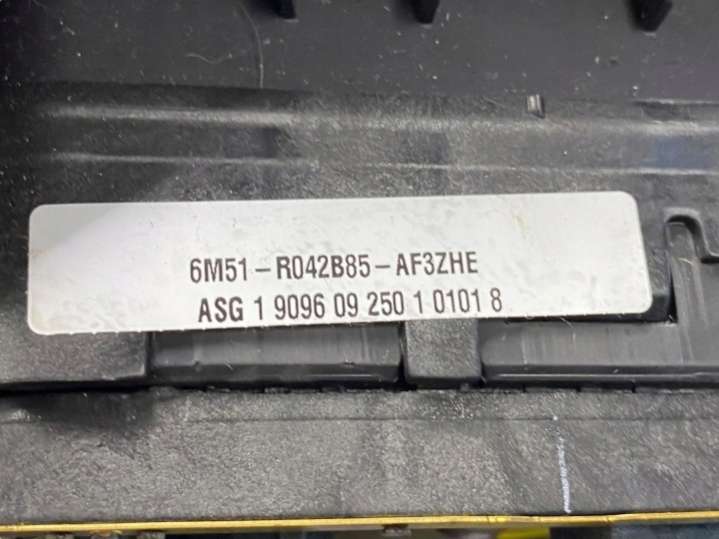 6M51-R042B85-AF3ZHE
ASG 1 9096 09 250 1 0101 8